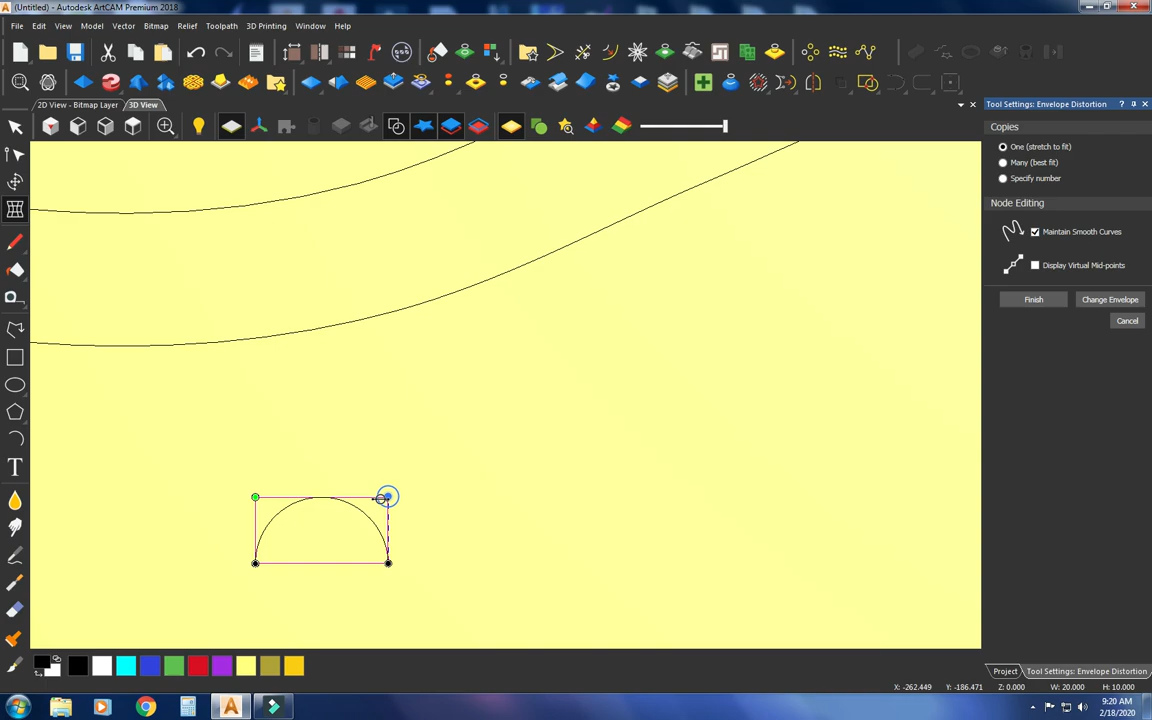 (Untitled) - Autodesk ArtCAM Premium 2018
File Edit View Model Vector Bitmap Relief Toolpath 3D Printing Window Help
2D View - Bitmap Layer 3D View
Tool Settings: Envelope Distortion
Copies
One (stretch to fit)
Many (best fit)
Specify number
Node Editing
Maintain Smooth Curves
Display Virtual Mid-points
Finish Change Envelope
Cancel
Project Tool Settings: Envelope Distortion
X: -262.449 Y: -186.471 Z: 0.000 W: 20.000 H: 10.000
9:20 AM
2/18/2020